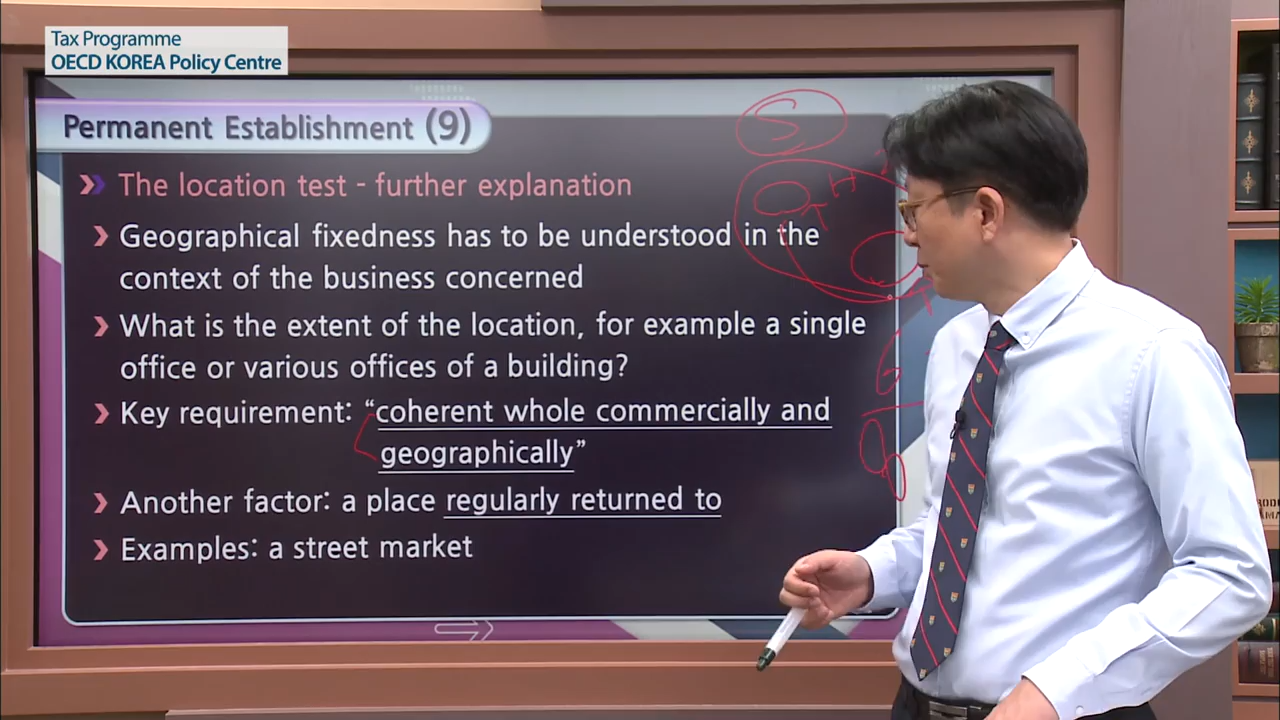 Tax Programme
OECD KOREA Policy Centre
Permanent Establishment (9)
The location test - further explanation
Geographical fixedness has to be understood in the
context of the business concerned
What is the extent of the location, for example a single
office or various offices of a building?
Key requirement: “coherent whole commercially and
geographically”
Another factor: a place regularly returned to
Examples: a street market
S